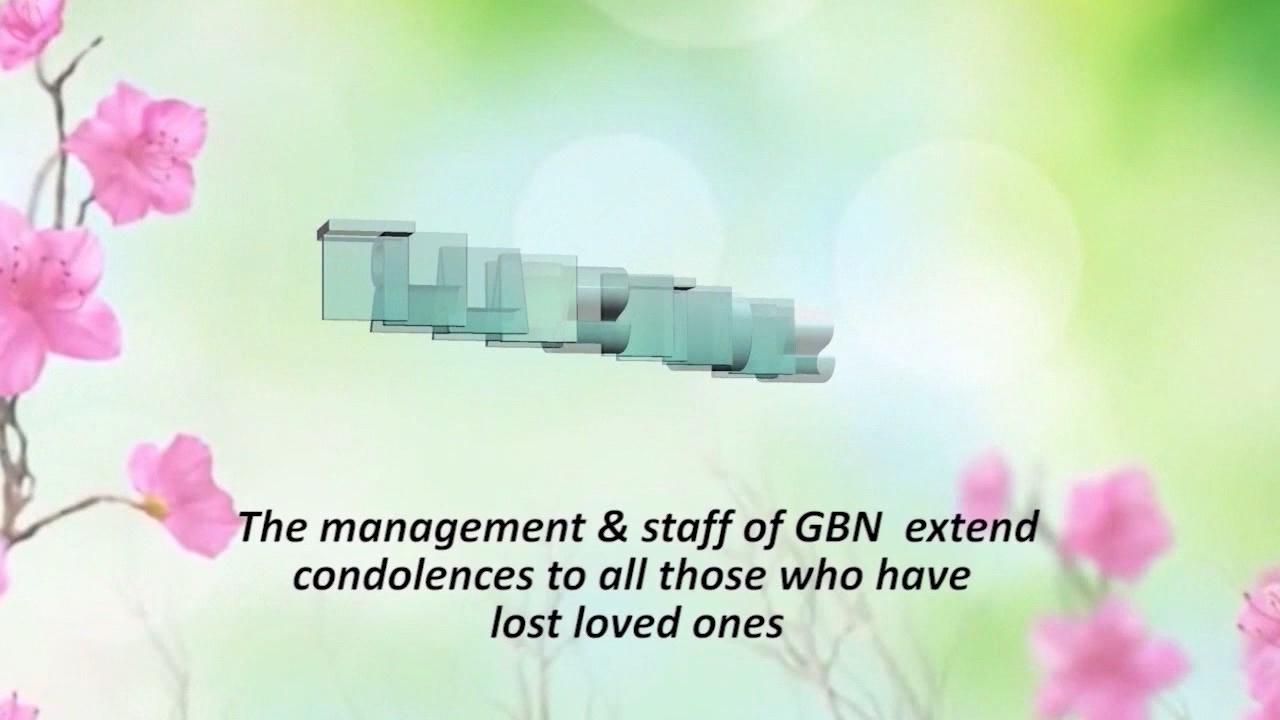 The management & staff of GBN extend
condolences to all those who have
lost loved ones